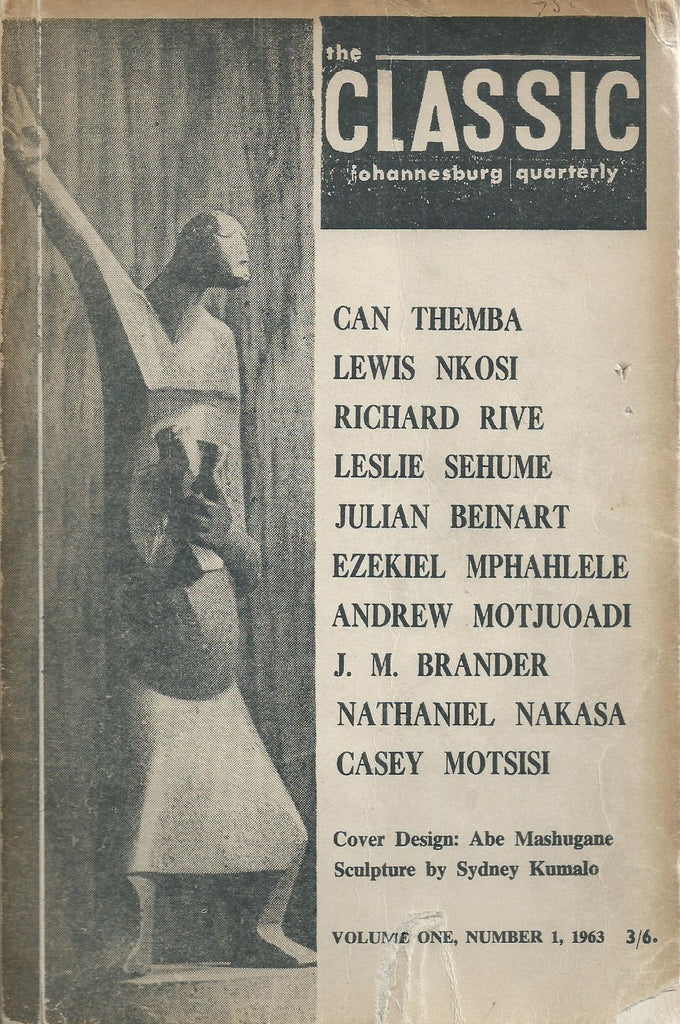 the
CLASSIC
johannesburg quarterly
CAN THEMBA
LEWIS NKOSI
RICHARD RIVE
LESLIE SEHUME
JULIAN BEINART
EZEKIEL MPHAHLELE
ANDREW MOTJUOADI
J. M. BRANDER
NATHANIEL NAKASA
CASEY MOTSISI
Cover Design: Abe Mashugane
Sculpture by Sydney Kumalo
VOLUME ONE, NUMBER 1, 1963 3/6.